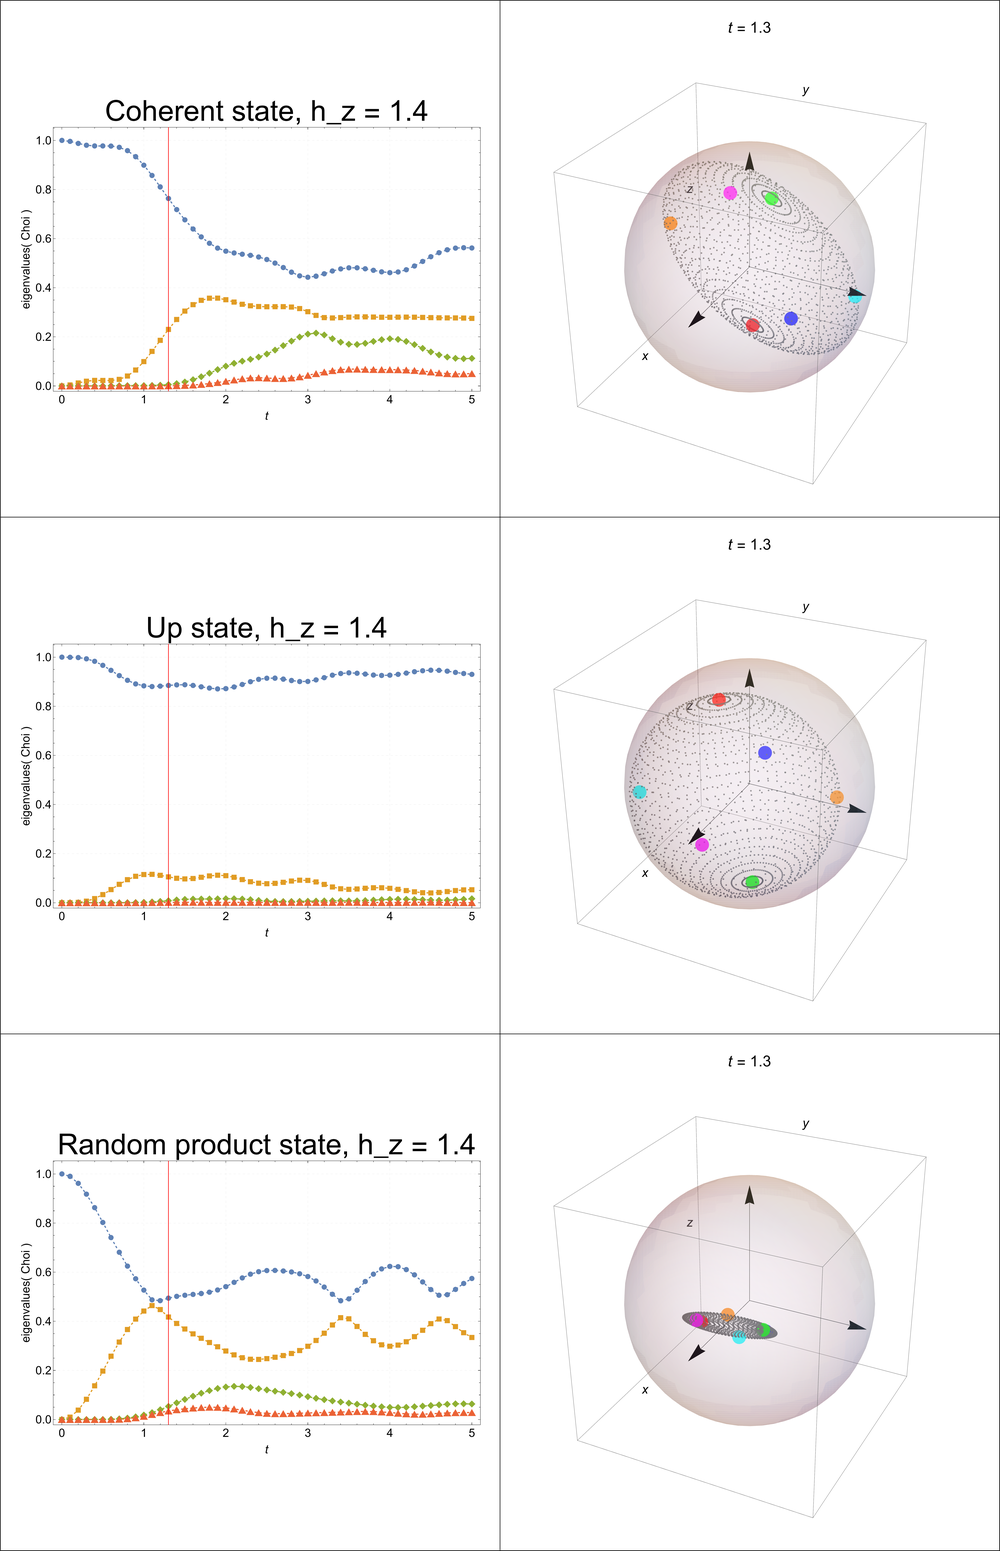 Coherent state, h_z = 1.4
eigenvalues( Choi )
1.0
0.8
0.6
0.4
0.2
0.0
0 1 2 3 4 5
t
t = 1.3
y
z
x
Up state, h_z = 1.4
eigenvalues( Choi )
1.0
0.8
0.6
0.4
0.2
0.0
0 1 2 3 4 5
t
t = 1.3
y
z
x
Random product state, h_z = 1.4
eigenvalues( Choi )
1.0
0.8
0.6
0.4
0.2
0.0
0 1 2 3 4 5
t
t = 1.3
y
z
x